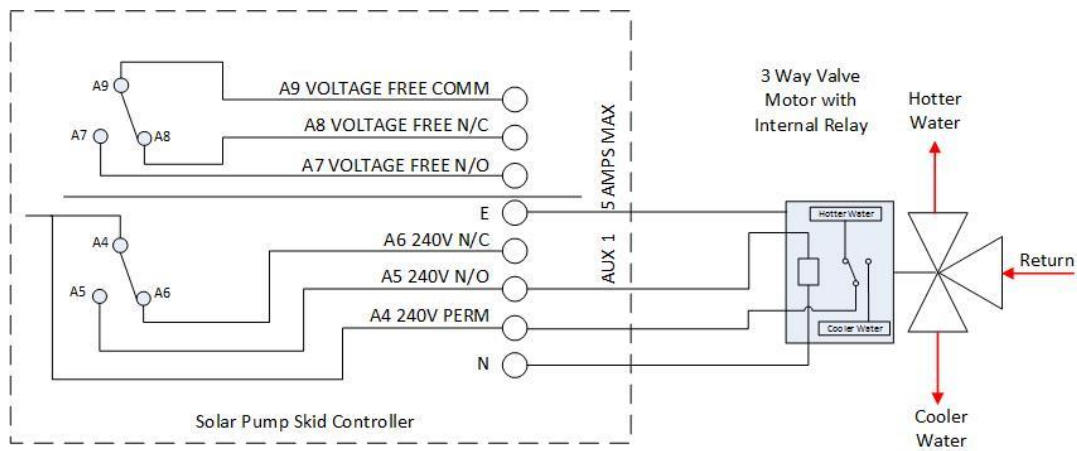 A9
A7
A8
A9 VOLTAGE FREE COMM
A8 VOLTAGE FREE N/C
A7 VOLTAGE FREE N/O
5 AMPS MAX
AUX 1
E
A6 240V N/C
A5 240V N/O
A4 240V PERM
N
A4
A5
A6
Solar Pump Skid Controller
3 Way Valve
Motor with
Internal Relay
Hotter Water
Cooler Water
Hotter
Water
Return
Cooler
Water